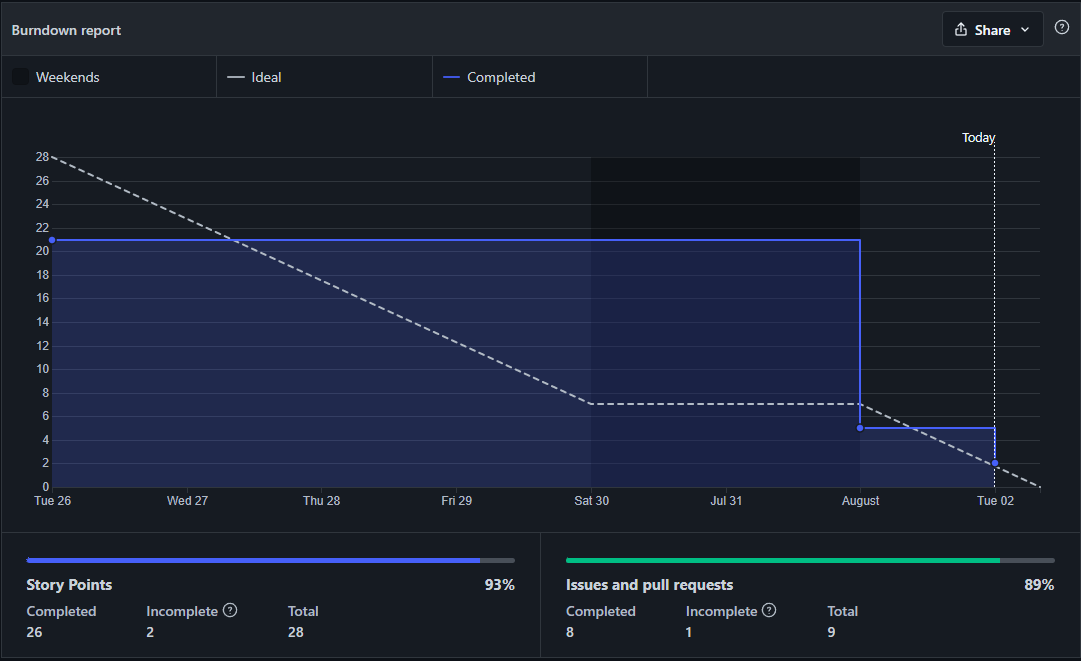 Burndown report
Share
Weekends
Ideal
Completed
Today
28
26
24
22
20
18
16
14
12
10
8
6
4
2
0
Tue 26 Wed 27 Thu 28 Fri 29 Sat 30 Jul 31 August Tue 02
Story Points 93%
Completed Incomplete ? Total
26 2 28
Issues and pull requests 89%
Completed Incomplete ? Total
8 1 9